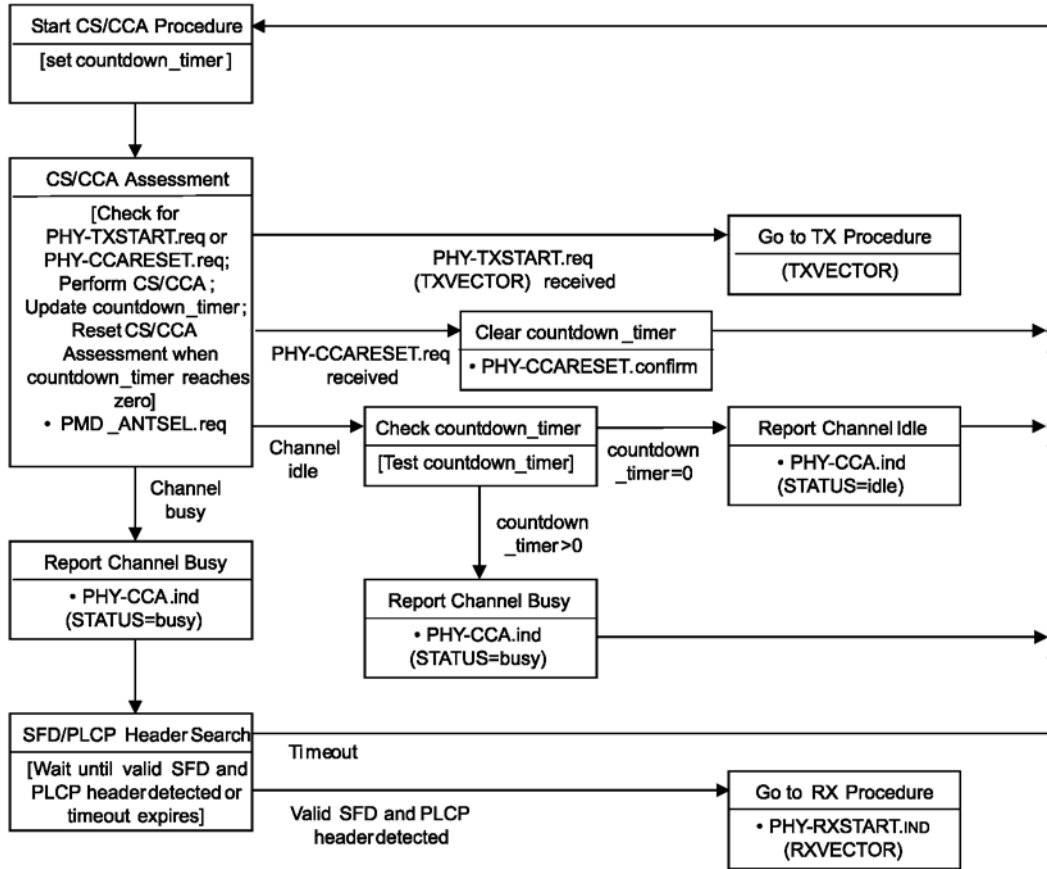 Start CS/CCA Procedure
[set countdown_timer]
CS/CCA Assessment
[Check for
PHY-TXSTART.req or
PHY-CCARESET.req;
Perform CS/CCA;
Update countdown_timer;
Reset CS/CCA
Assessment when
countdown_timer reaches
zero]
• PMD_ANTSEL.req
PHY-TXSTART.req
(TXVECTOR) received
Go to TX Procedure
(TXVECTOR)
PHY-CCARESET.req
received
Clear countdown_timer
• PHY-CCARESET.confirm
Channel
idle
Check countdown_timer
[Test countdown_timer]
countdown
_timer=0
Report Channel Idle
• PHY-CCA.ind
(STATUS=idle)
Channel
busy
countdown
_timer>0
Report Channel Busy
• PHY-CCA.ind
(STATUS=busy)
Report Channel Busy
• PHY-CCA.ind
(STATUS=busy)
SFD/PLCP Header Search
[Wait until valid SFD and
PLCP header detected or
timeout expires]
Timeout
Valid SFD and PLCP
header detected
Go to RX Procedure
• PHY-RXSTART.IND
(RXVECTOR)